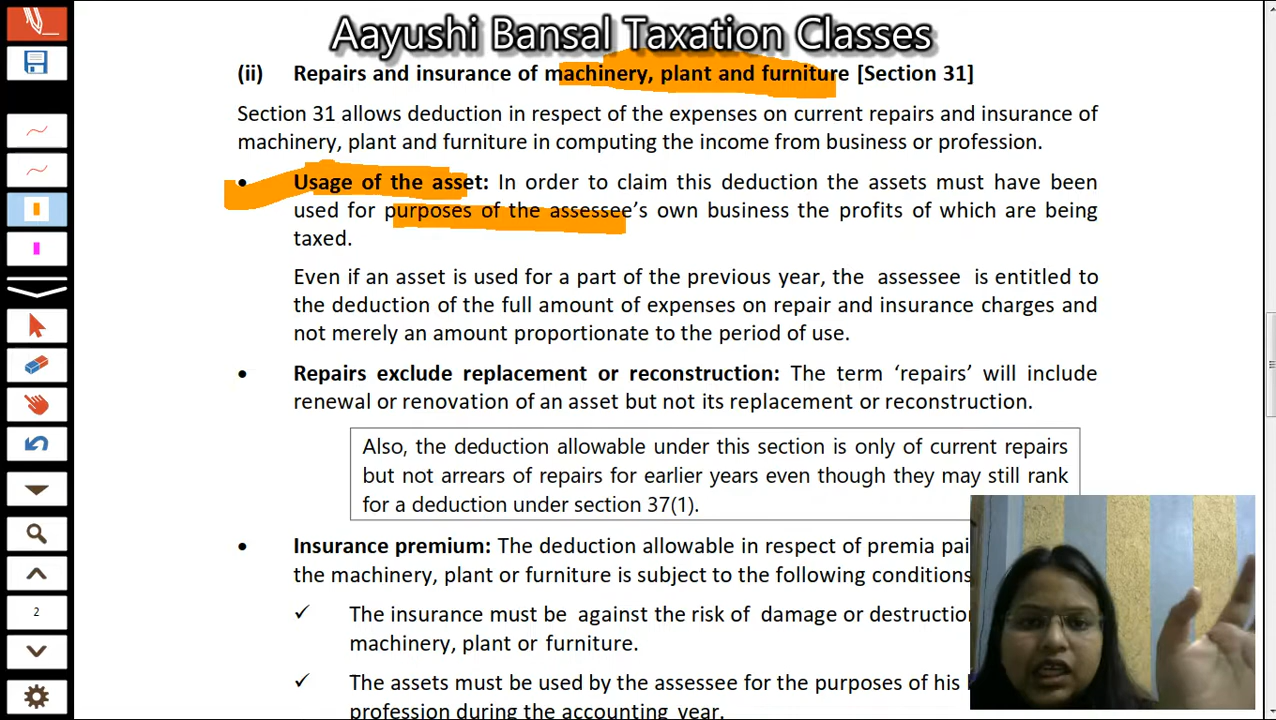 Aayushi Bansal Taxation Classes
(ii) Repairs and insurance of machinery, plant and furniture [Section 31]
Section 31 allows deduction in respect of the expenses on current repairs and insurance of
machinery, plant and furniture in computing the income from business or profession.
• Usage of the asset: In order to claim this deduction the assets must have been
used for purposes of the assessee’s own business the profits of which are being
taxed.
Even if an asset is used for a part of the previous year, the assessee is entitled to
the deduction of the full amount of expenses on repair and insurance charges and
not merely an amount proportionate to the period of use.
• Repairs exclude replacement or reconstruction: The term ‘repairs’ will include
renewal or renovation of an asset but not its replacement or reconstruction.
Also, the deduction allowable under this section is only of current repairs
but not arrears of repairs for earlier years even though they may still rank
for a deduction under section 37(1).
• Insurance premium: The deduction allowable in respect of premia
the machinery, plant or furniture is subject to the following conditions
✓ The insurance must be against the risk of damage or destruction
machinery, plant or furniture.
✓ The assets must be used by the assessee for the purposes of his
profession during the accounting year.
2